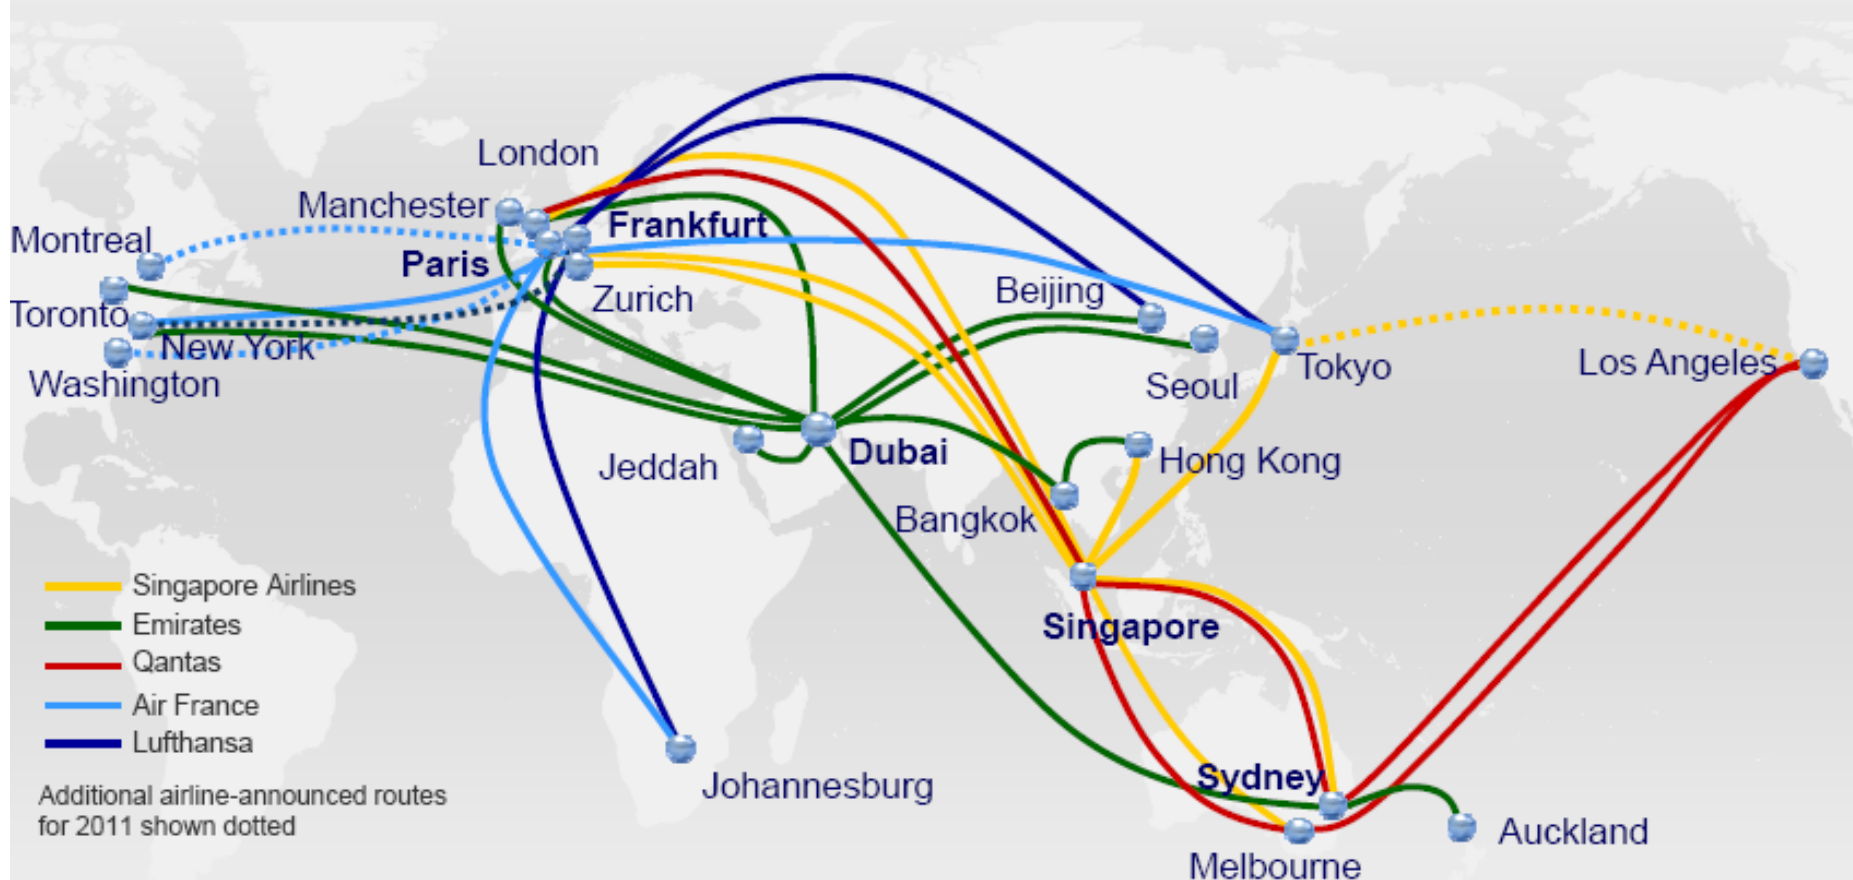 London
Manchester
Frankfurt
Montreal
Paris
Zurich
Beijing
Toronto
New York
Washington
Seoul
Tokyo
Los Angeles
Jeddah
Dubai
Hong Kong
Bangkok
Singapore
Singapore Airlines
Emirates
Qantas
Air France
Lufthansa
Johannesburg
Sydney
Additional airline-announced routes
for 2011 shown dotted
Auckland
Melbourne